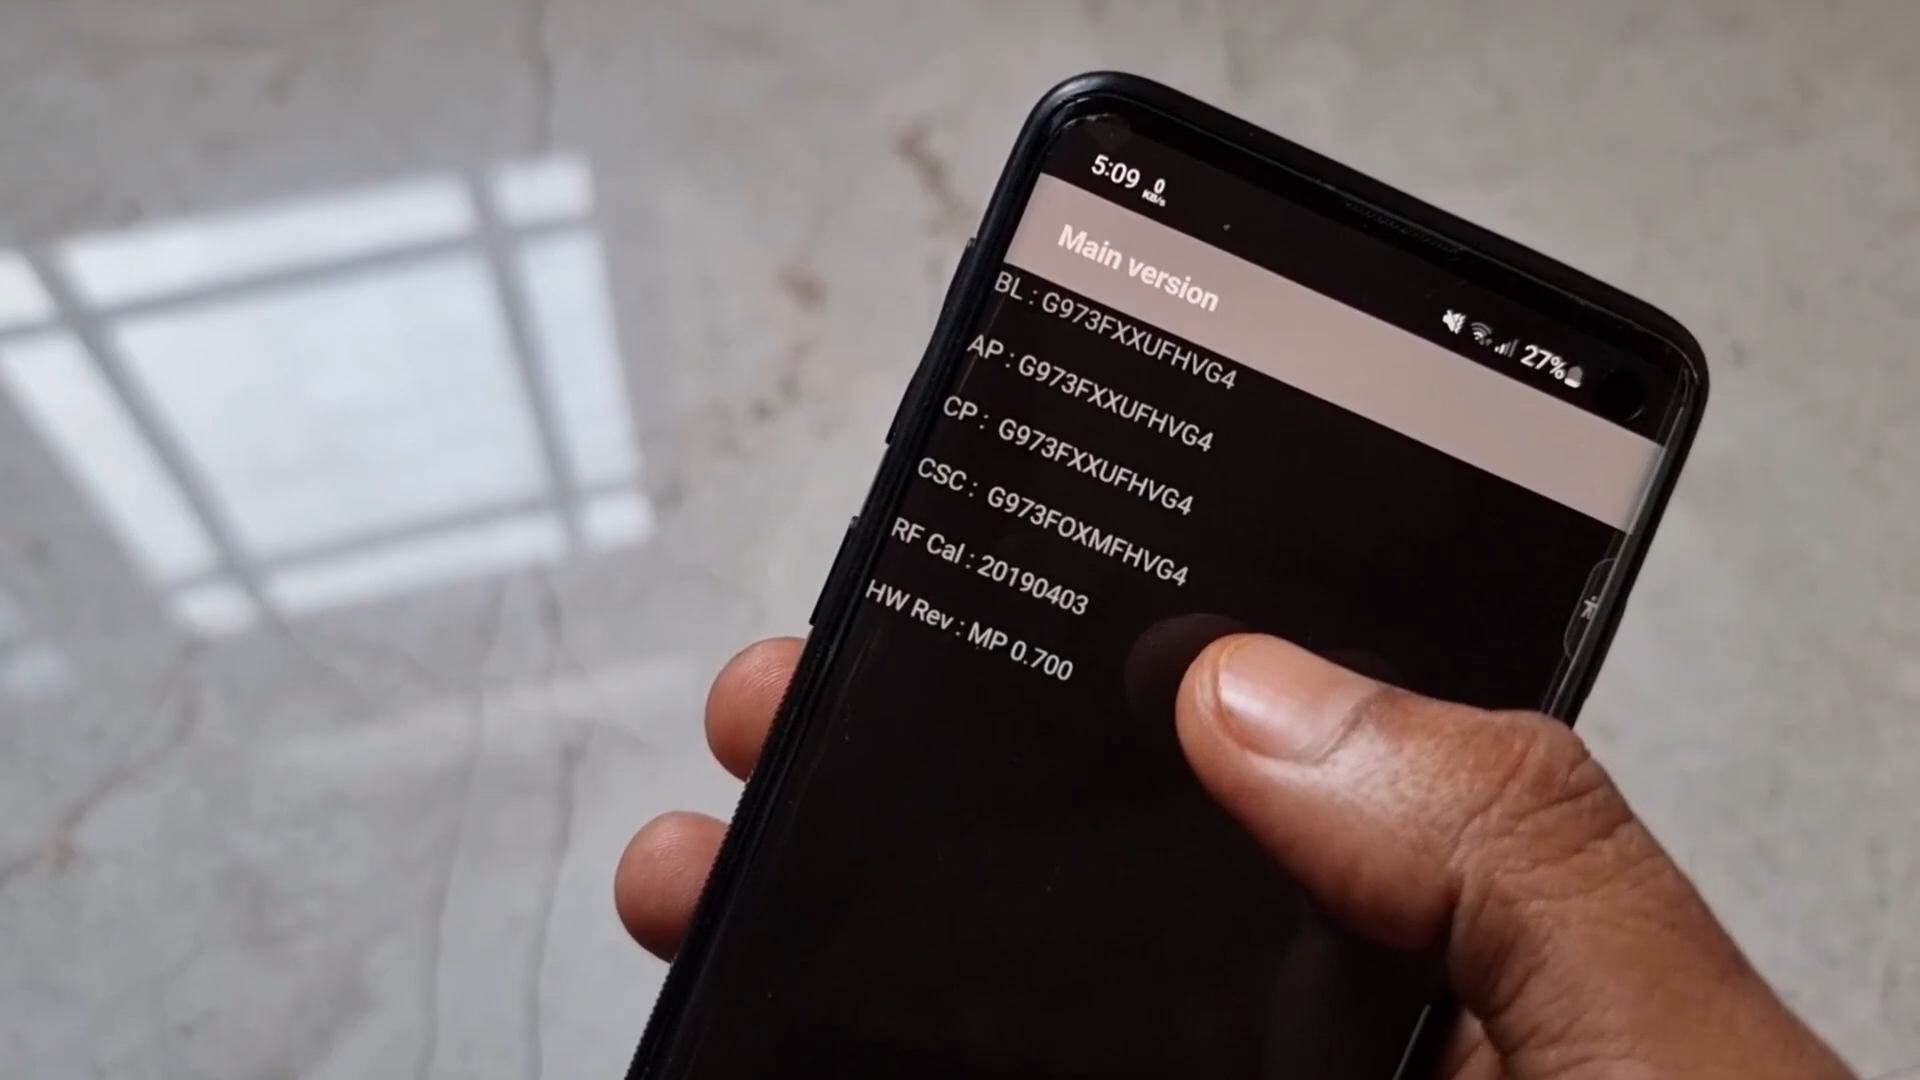 5:09 0 KB/s 27%
Main version
BL : G973FXXUFHVG4
AP : G973FXXUFHVG4
CP : G973FXXUFHVG4
CSC : G973FOXMFHVG4
RF Cal : 20190403
HW Rev : MP 0.700